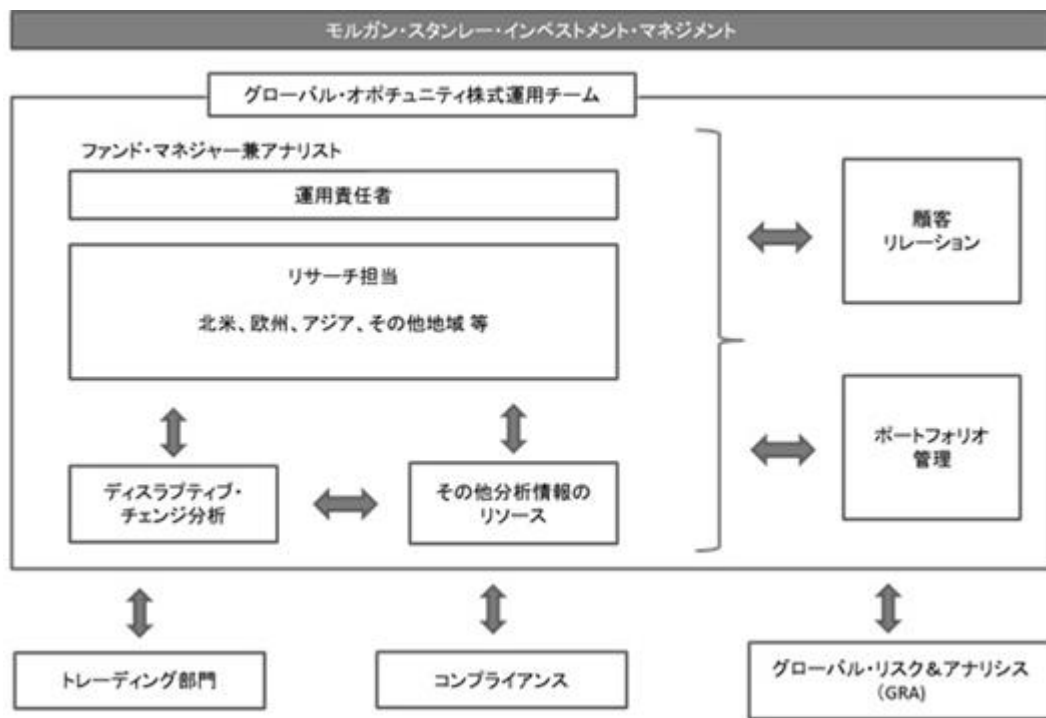 モルガン・スタンレー・インベストメント・マネジメント
グローバル・オポチュニティ株式運用チーム
ファンド・マネジャー兼アナリスト
運用責任者
リサーチ担当
北米、欧州、アジア、その他地域 等
顧客
リレーション
ポートフォリオ
管理
ディスラプティブ・
チェンジ分析
その他分析情報の
リソース
トレーディング部門
コンプライアンス
グローバル・リスク&アナリシス
(GRA)